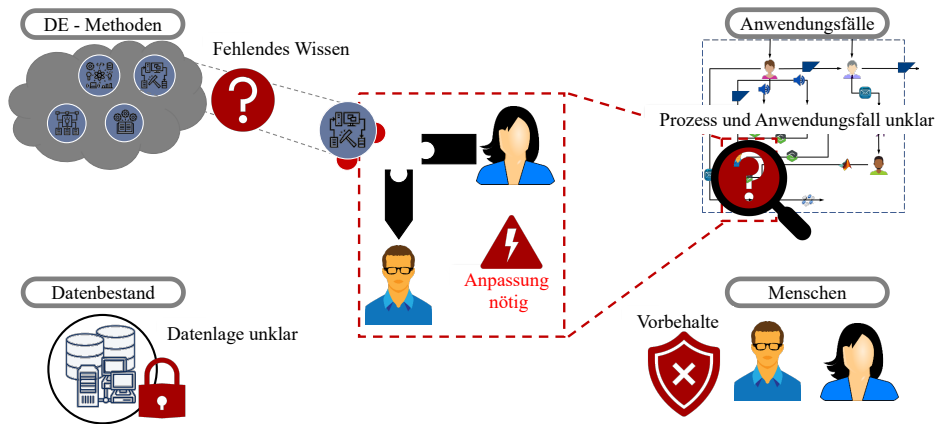 DE - Methoden
Anwendungsfälle
Fehlendes Wissen
Prozess und Anwendungsfall unklar
Anpassung
nötig
Datenbestand
Menschen
Datenlage unklar
Vorbehalte